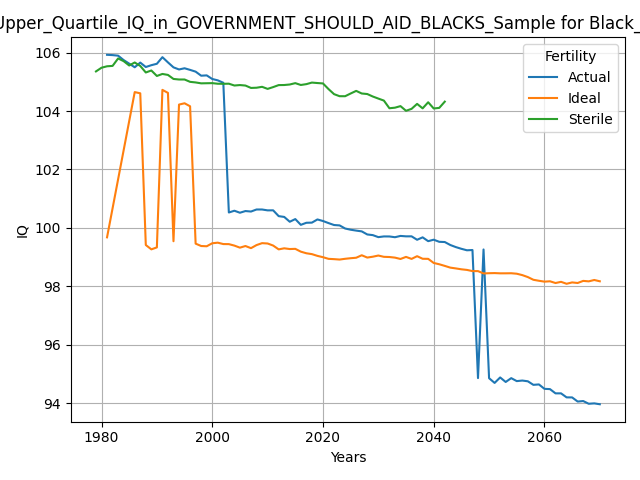 Upper_Quartile_IQ_in_GOVERNMENT_SHOULD_AID_BLACKS_Sample for Black_
106
104
102
100
98
96
94
IQ
1980
2000
2020
2040
2060
Years
Fertility
Actual
Ideal
Sterile